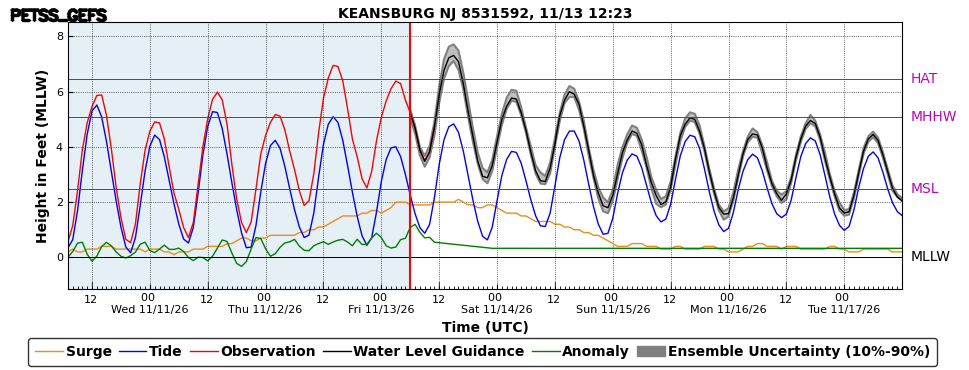 PETSS_GEFS
KEANSBURG NJ 8531592, 11/13 12:23
Height in Feet (MLLW)
8
6
4
2
0
HAT
MHHW
MSL
MLLW
12 00 12 00 12 00 12 00 12 00 12 00 12 00
Wed 11/11/26 Thu 11/12/26 Fri 11/13/26 Sat 11/14/26 Sun 11/15/26 Mon 11/16/26 Tue 11/17/26
Time (UTC)
Surge Tide Observation Water Level Guidance Anomaly Ensemble Uncertainty (10%-90%)